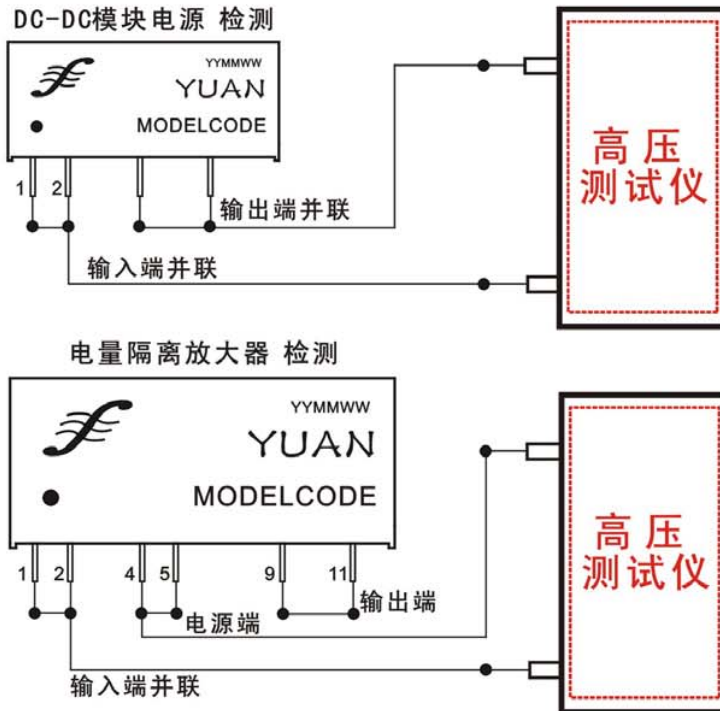 DC-DC模块电源 检测
YYMMWW
YUAN
MODELCODE
1 2
输出端并联
输入端并联
高压
测试仪
电量隔离放大器 检测
YYMMWW
YUAN
MODELCODE
1 2 4 5 9 11
输出端
电源端
输入端并联
高压
测试仪